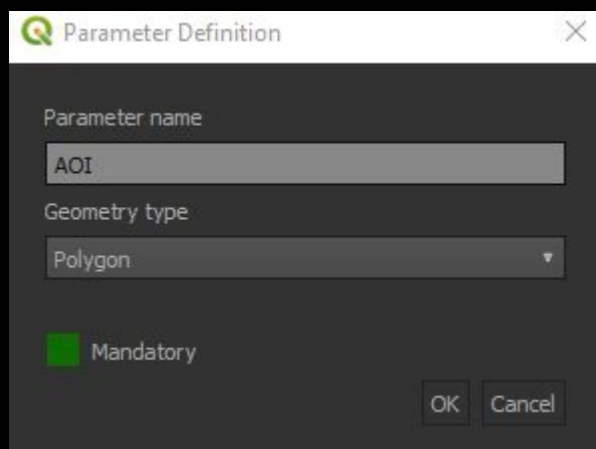 Parameter Definition
Parameter name
AOI
Geometry type
Polygon
Mandatory
OK Cancel